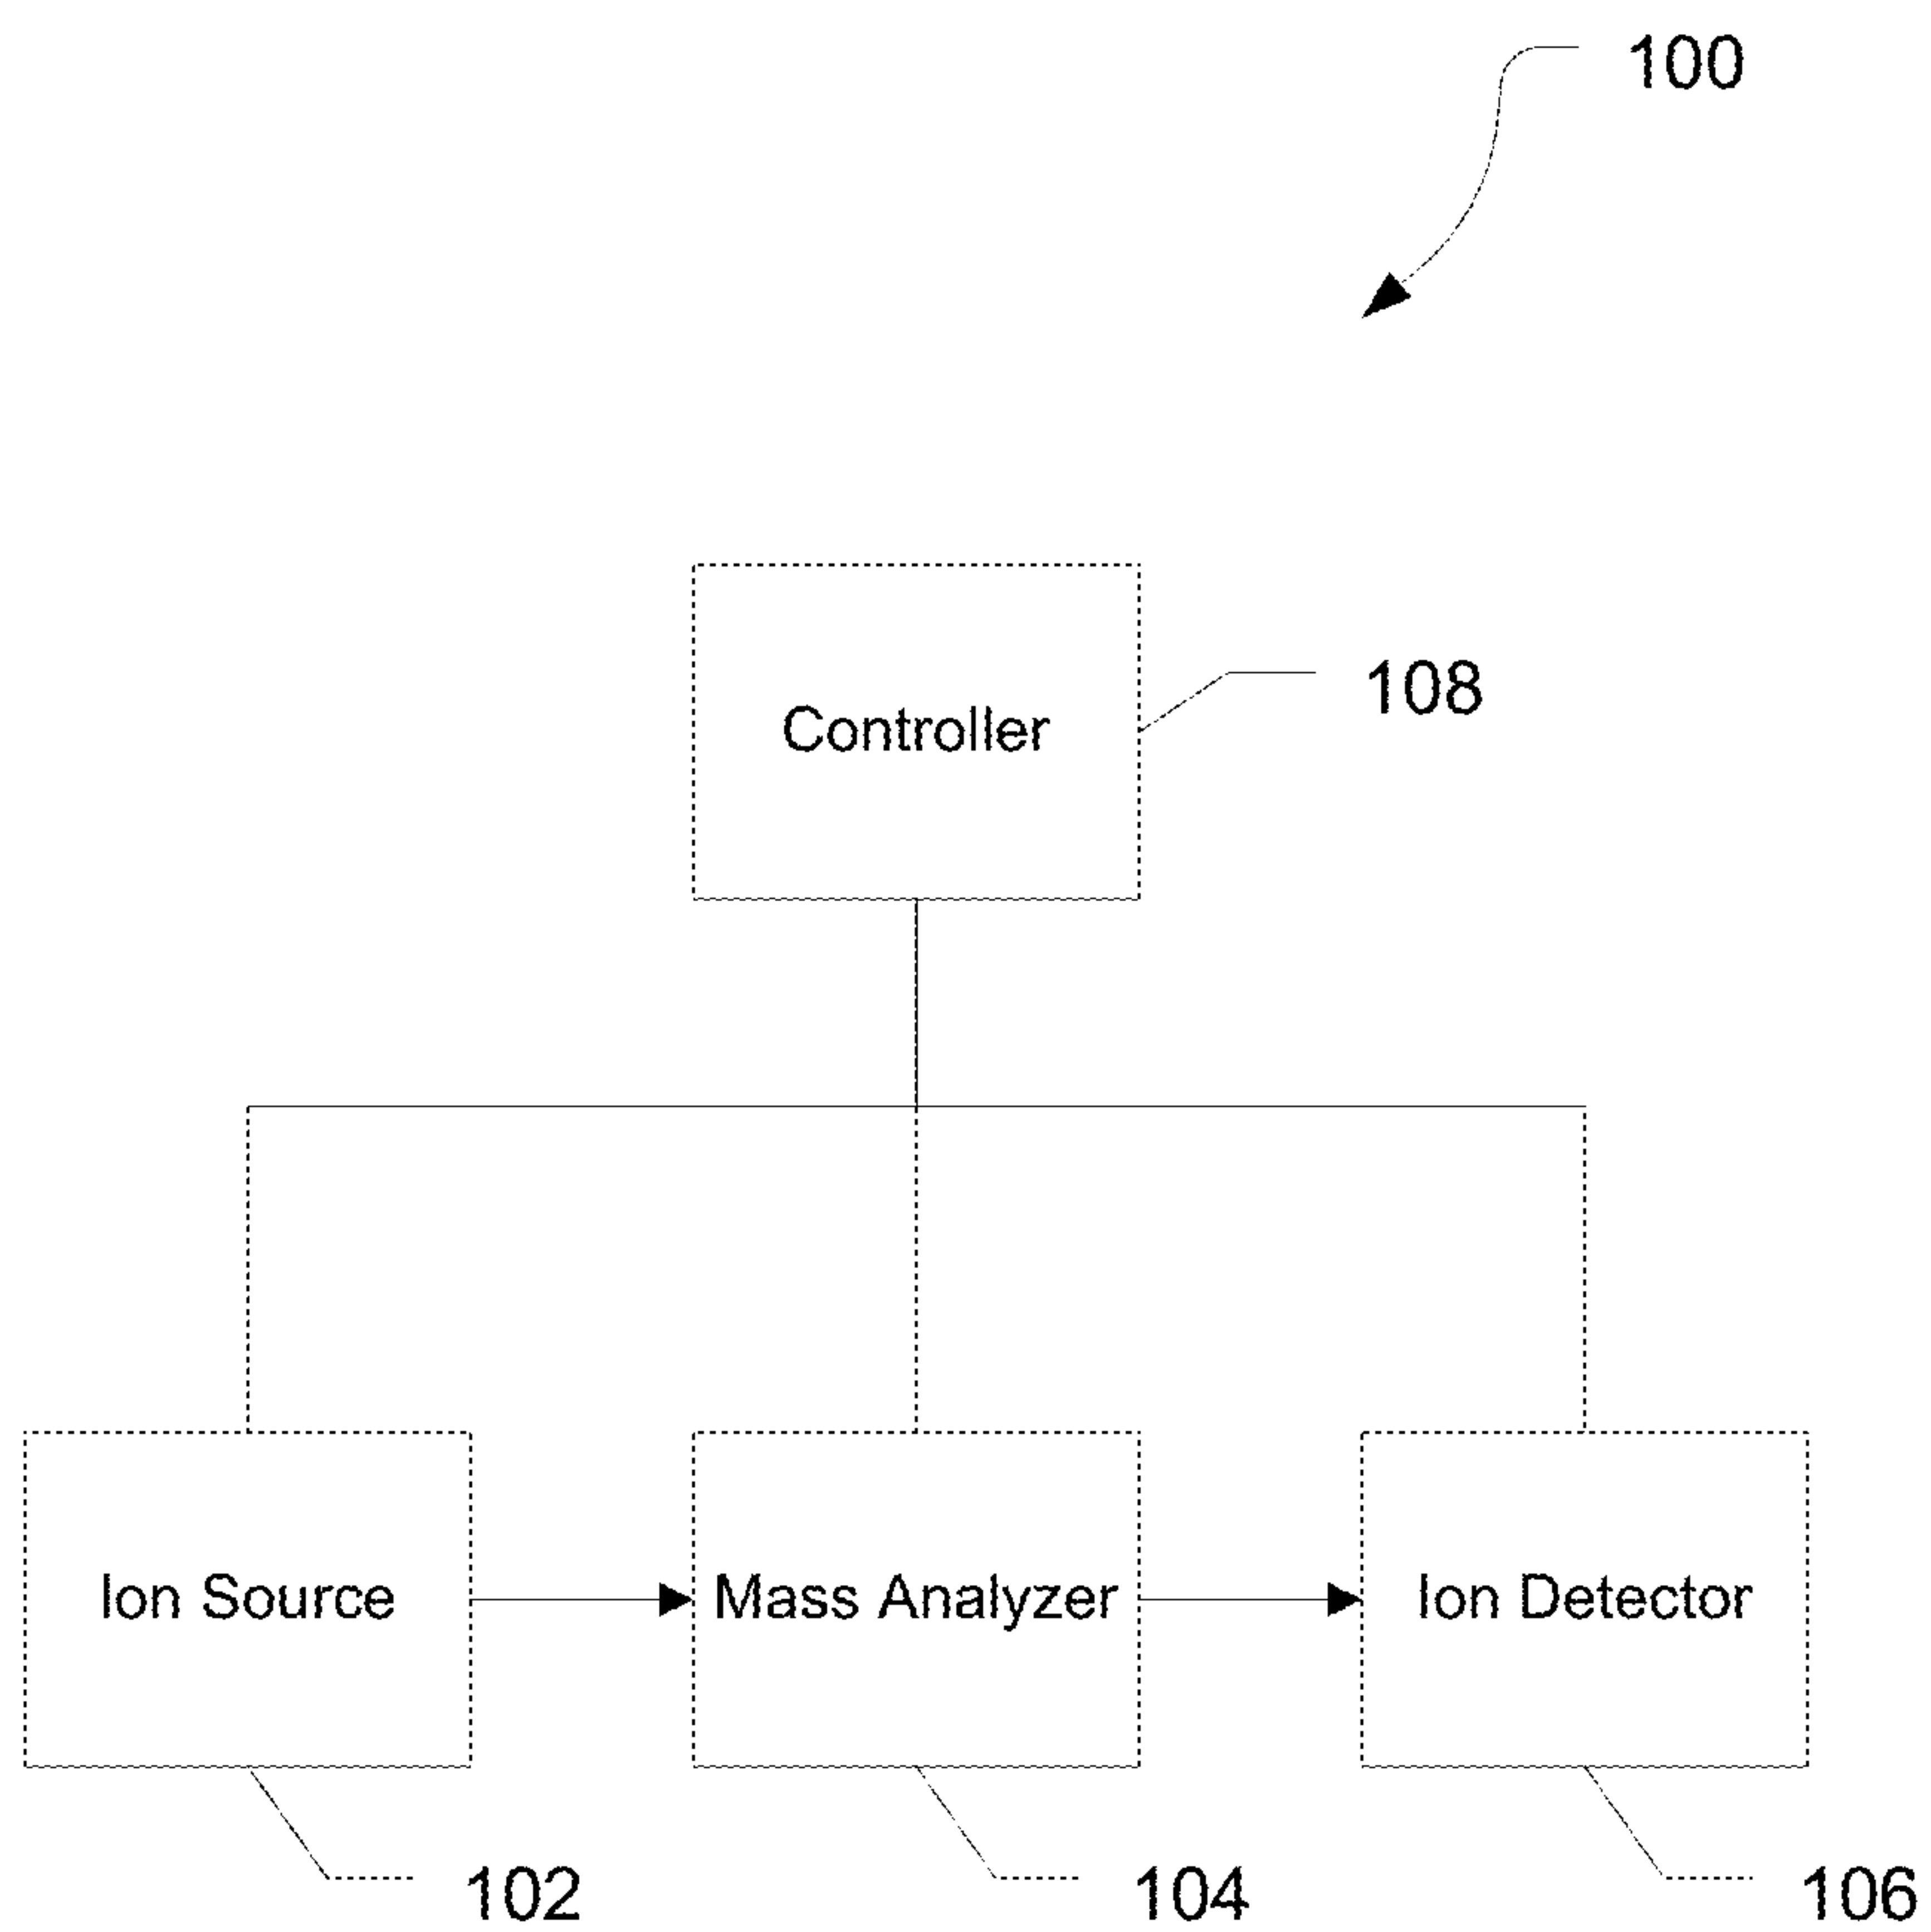 100
Controller
108
Ion Source
Mass Analyzer
Ion Detector
102
104
106